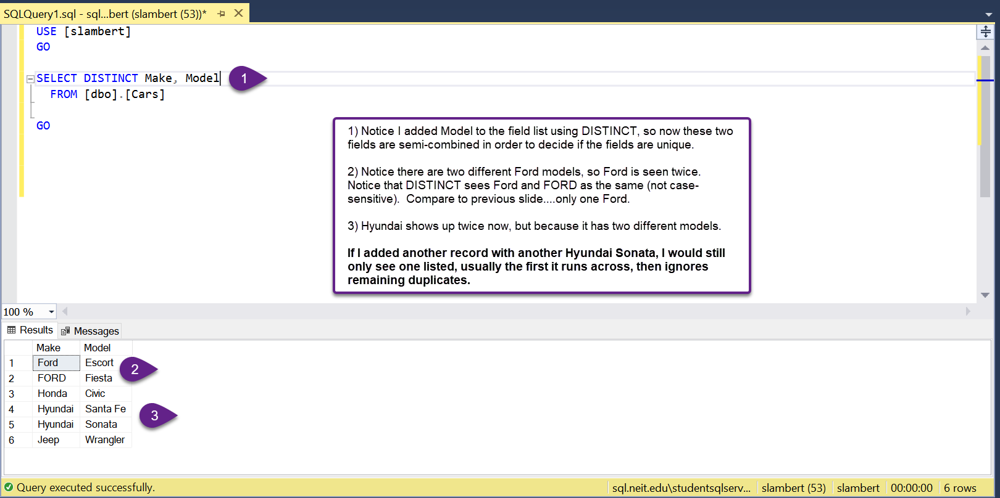 SQLQuery1.sql - sql...bert (slambert (53))*
USE [slambert]
GO
SELECT DISTINCT Make, Model
1
FROM [dbo].[Cars]
GO
1) Notice I added Model to the field list using DISTINCT, so now these two
fields are semi-combined in order to decide if the fields are unique.
2) Notice there are two different Ford models, so Ford is seen twice.
Notice that DISTINCT sees Ford and FORD as the same (not case-
sensitive).  Compare to previous slide....only one Ford.
3) Hyundai shows up twice now, but because it has two different models.
If I added another record with another Hyundai Sonata, I would still
only see one listed, usually the first it runs across, then ignores
remaining duplicates.
100 %
Results Messages
Make Model
1 Ford Escort
2
2 FORD Fiesta
3 Honda Civic
4 Hyundai Santa Fe
3
5 Hyundai Sonata
6 Jeep Wrangler
Query executed successfully. sql.neit.edu\studentsqlserv... slambert (53) slambert 00:00:00 6 rows